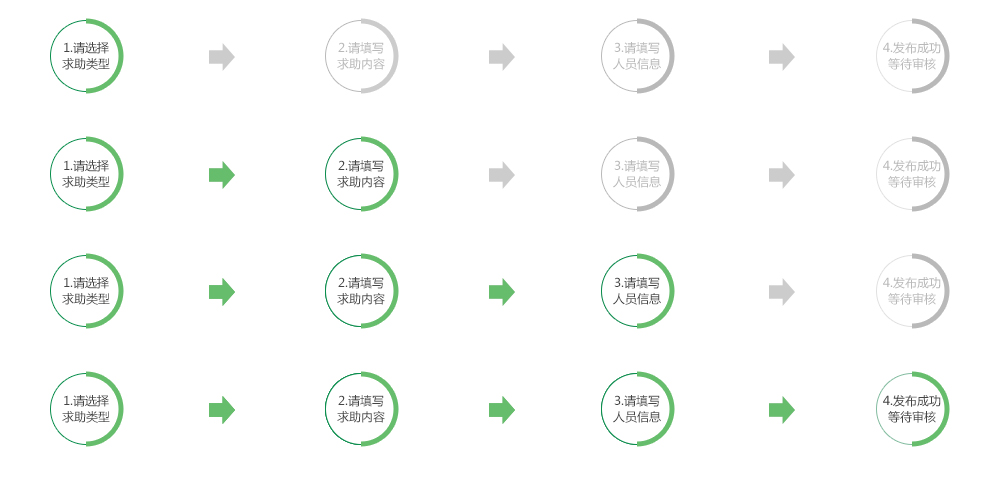 1.请选择
求助类型
2.请填写
求助内容
3.请填写
人员信息
4.发布成功
等待审核
1.请选择
求助类型
2.请填写
求助内容
3.请填写
人员信息
4.发布成功
等待审核
1.请选择
求助类型
2.请填写
求助内容
3.请填写
人员信息
4.发布成功
等待审核
1.请选择
求助类型
2.请填写
求助内容
3.请填写
人员信息
4.发布成功
等待审核